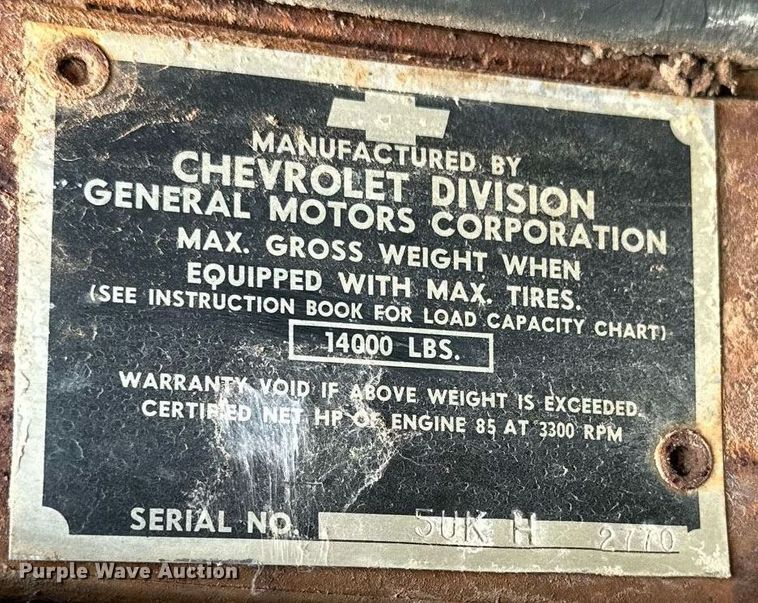 MANUFACTURED BY
CHEVROLET DIVISION
GENERAL MOTORS CORPORATION
MAX. GROSS WEIGHT WHEN
EQUIPPED WITH MAX. TIRES.
(SEE INSTRUCTION BOOK FOR LOAD CAPACITY CHART)
14000 LBS.
WARRANTY VOID IF ABOVE WEIGHT IS EXCEEDED.
CERTIFIED NET HP OF ENGINE 85 AT 3300 RPM
SERIAL NO. 5UK H 2770
Purple Wave Auction